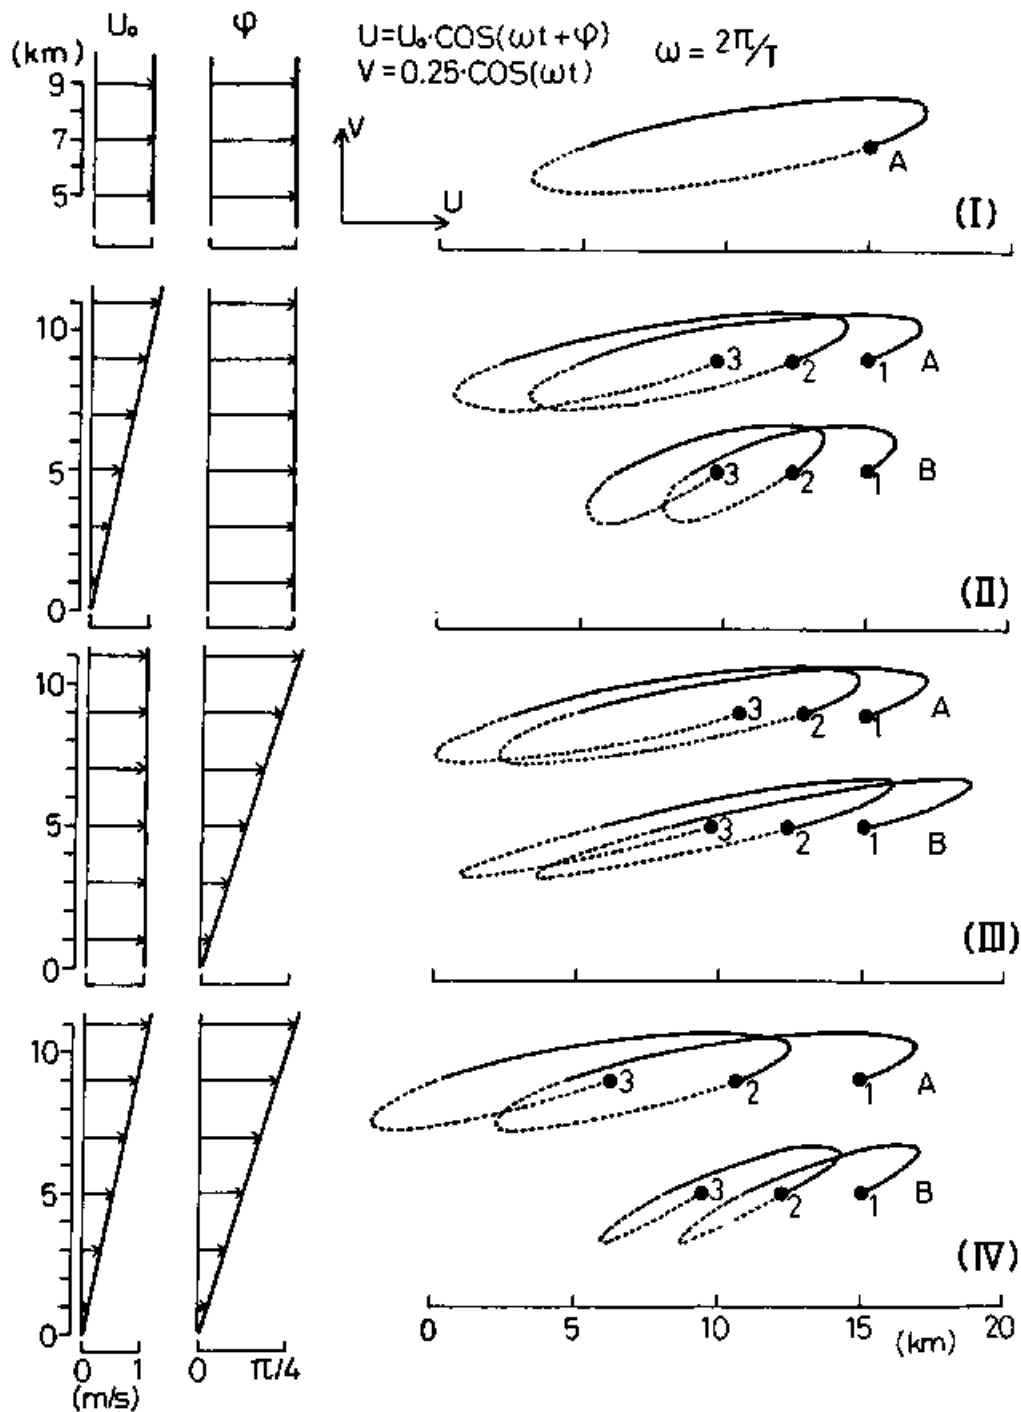 U₀ φ
(km)
U=U₀·COS(ωt+φ)
V=0.25·COS(ωt)
ω=2π/T
9
7
5
V
U
A
(I)
10
5
0
3 2 1 A
3 2 1 B
(II)
10
5
0
3 2 1 A
3 2 1 B
(III)
10
5
0
3 2 1 A
3 2 1 B
(IV)
0 1 0 π/4
(m/s)
0 5 10 15 (km) 20